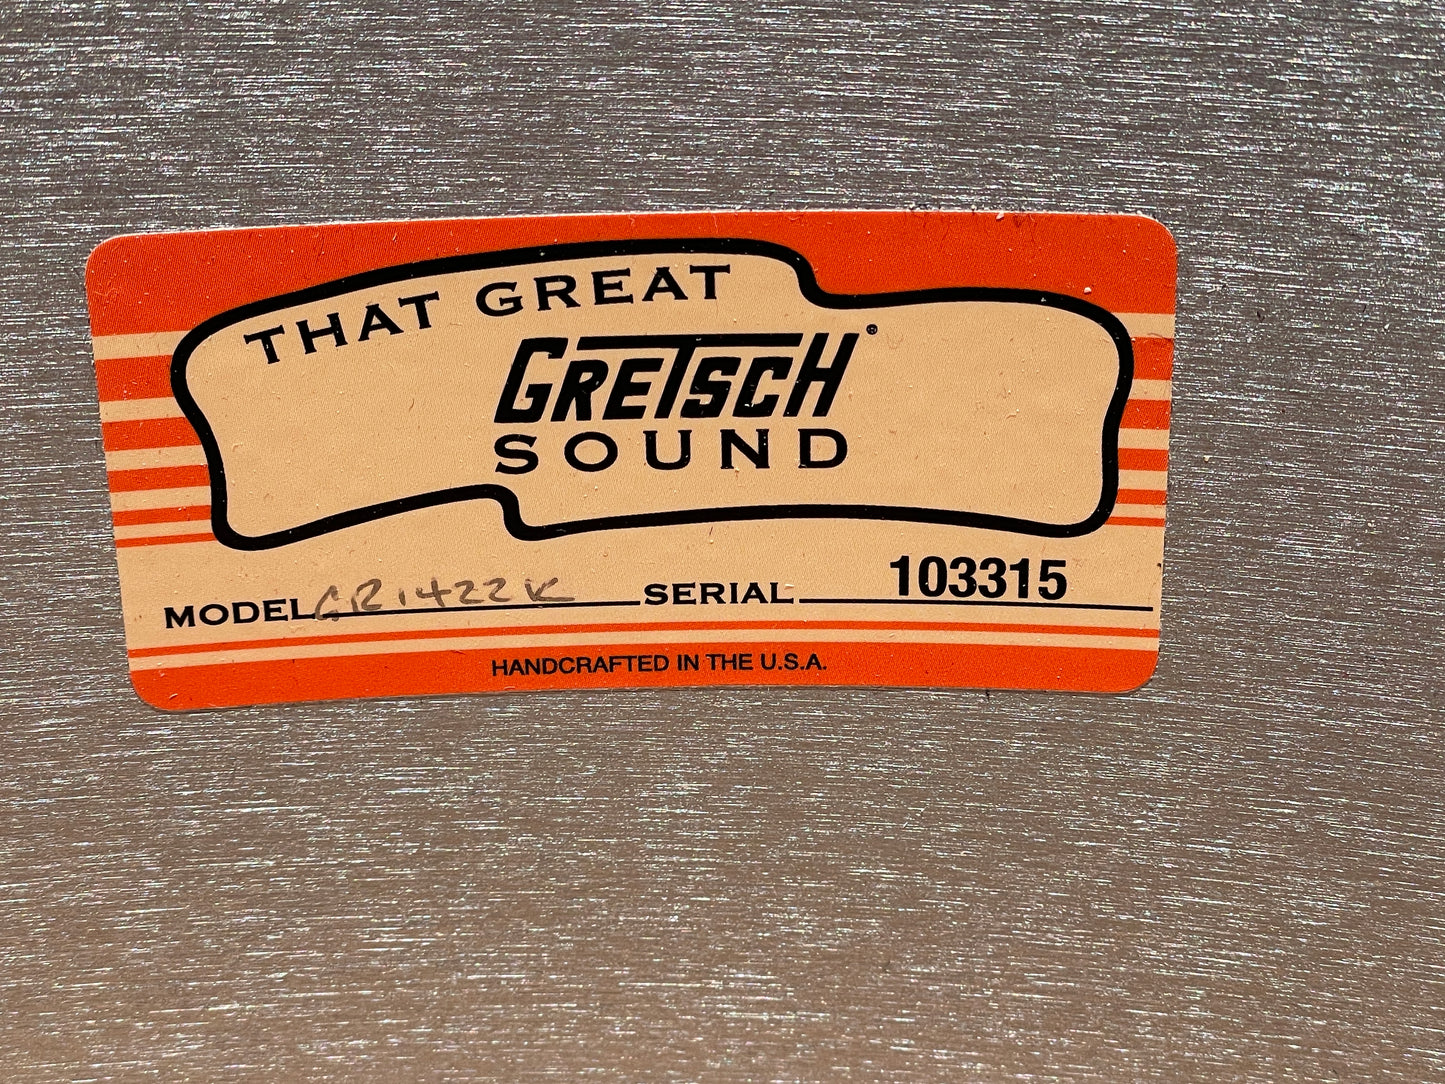 THAT GREAT
GRETSCH®
SOUND
MODEL GR1422K SERIAL 103315
HANDCRAFTED IN THE U.S.A.